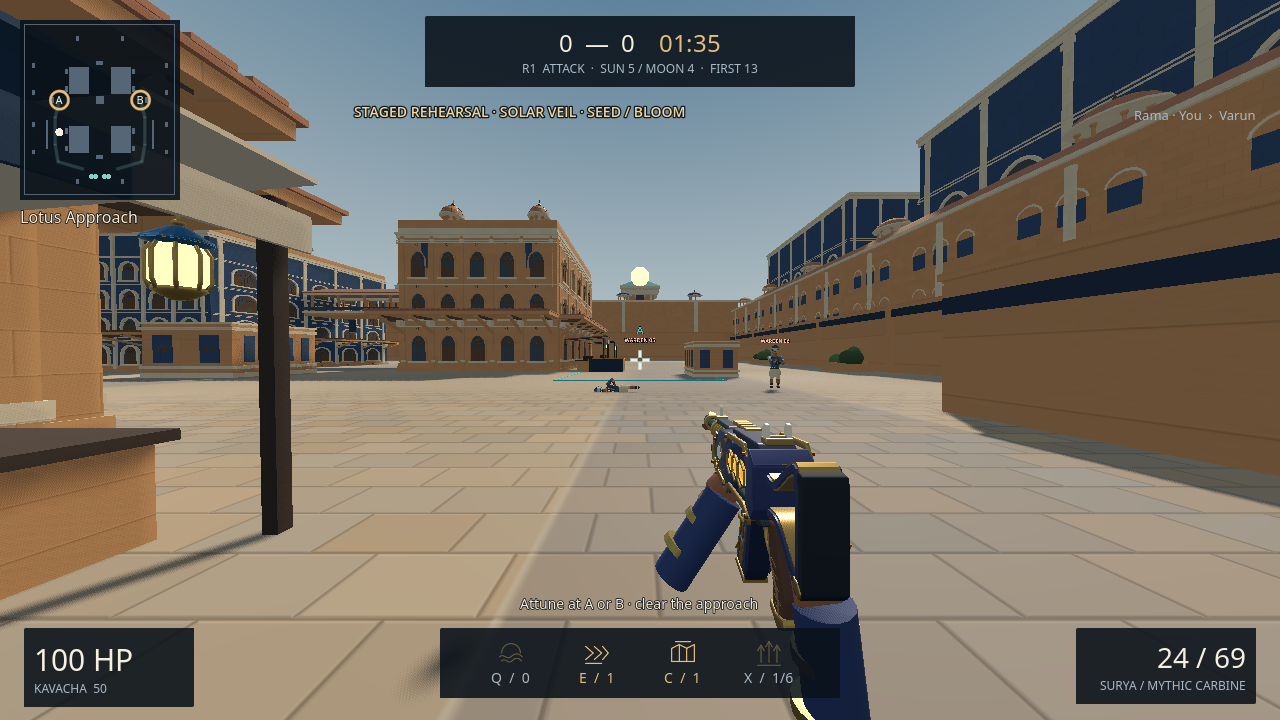 0 — 0 01:35
R1 ATTACK · SUN 5 / MOON 4 · FIRST 13
STAGED REHEARSAL · SOLAR VEIL · SEED / BLOOM
Rama · You › Varun
A
B
Lotus Approach
A
Attune at A or B · clear the approach
100 HP
KAVACHA 50
Q / 0
E / 1
C / 1
X / 1/6
24 / 69
SURYA / MYTHIC CARBINE